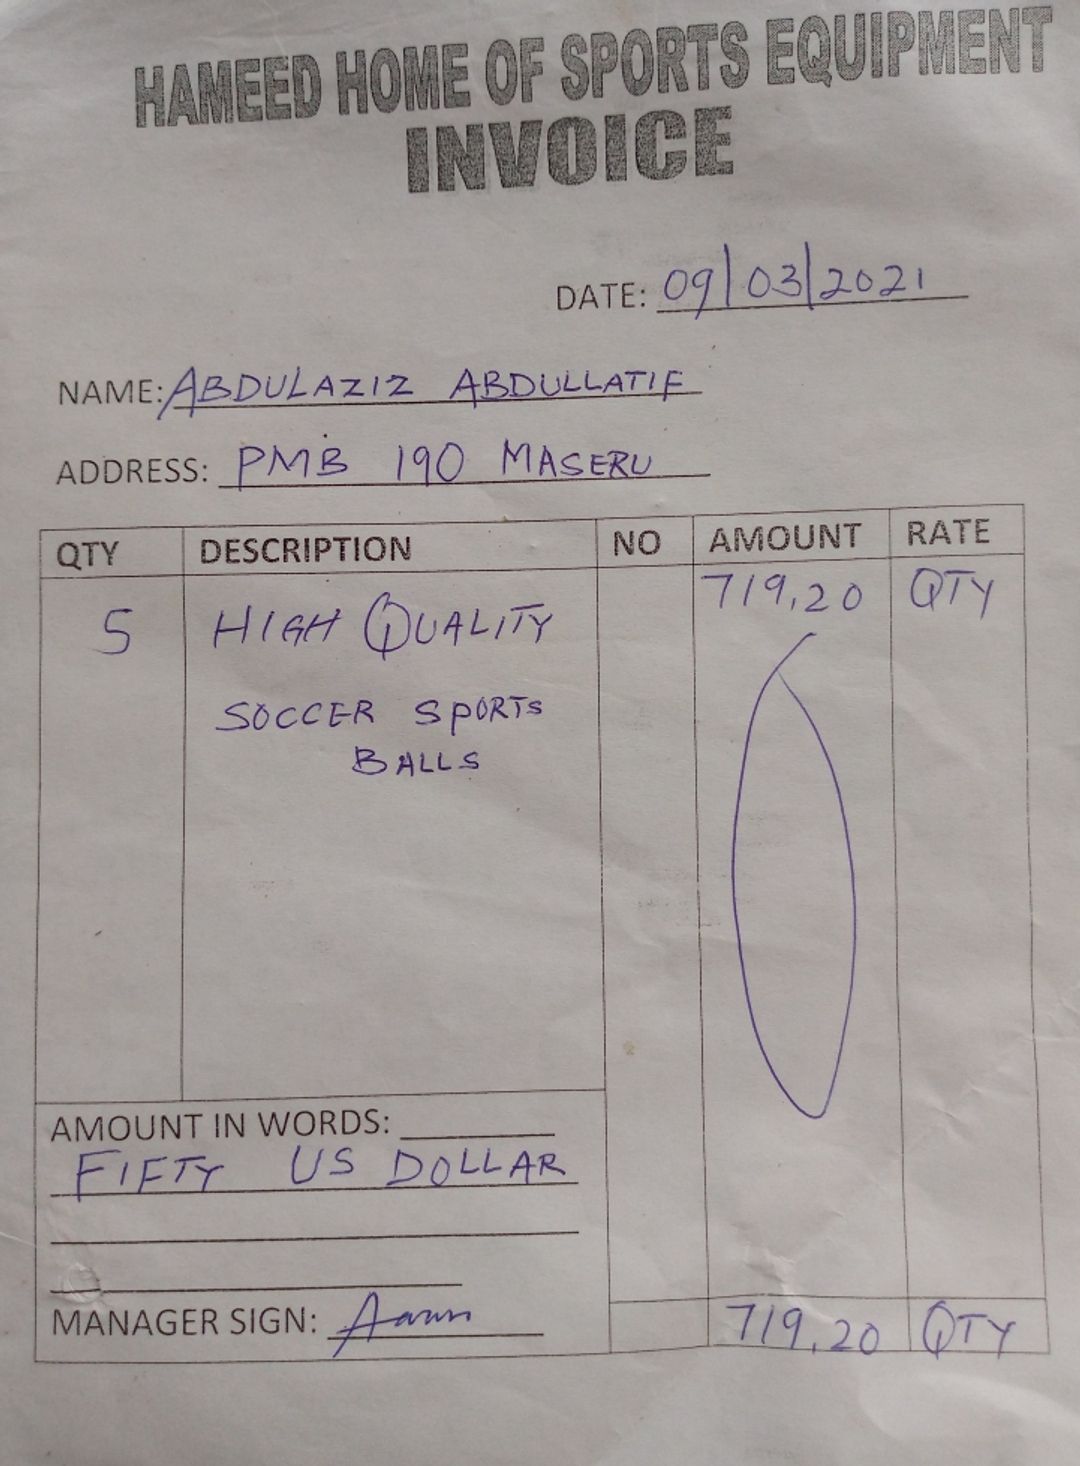 HAMEED HOME OF SPORTS EQUIPMENT
INVOICE
DATE: 09/03/2021
NAME: ABDULAZIZ ABDULLATIF
ADDRESS: PMB 190 MASERU
QTY DESCRIPTION NO AMOUNT RATE
5 HIGH QUALITY 719.20 QTY
SOCCER SPORTS
BALLS
AMOUNT IN WORDS:
FIFTY US DOLLAR
MANAGER SIGN:
719.20 QTY